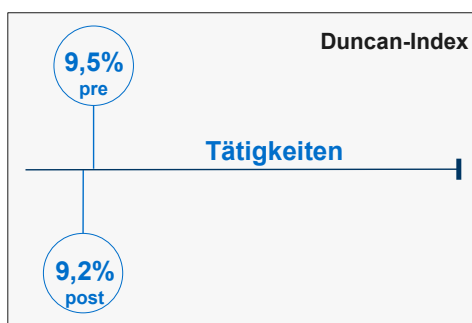 Duncan-Index
9,5%
pre
Tätigkeiten
9,2%
post